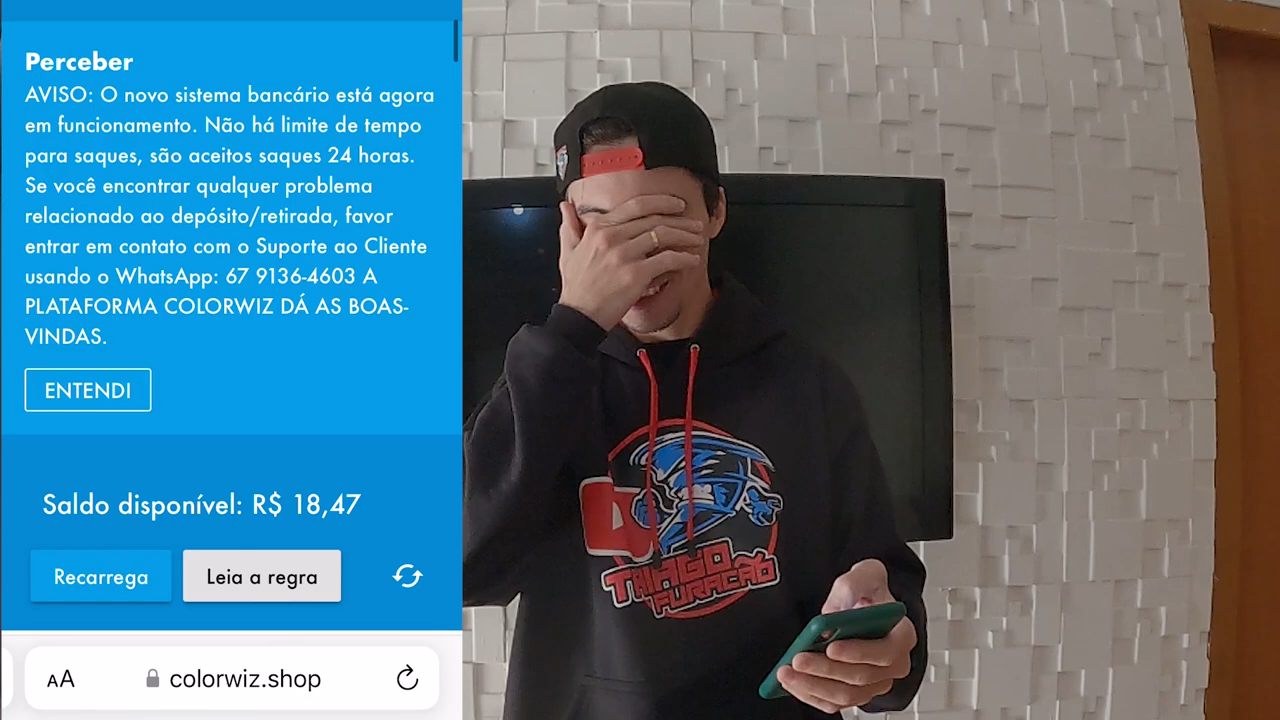 Perceber
AVISO: O novo sistema bancário está agora
em funcionamento. Não há limite de tempo
para saques, são aceitos saques 24 horas.
Se você encontrar qualquer problema
relacionado ao depósito/retirada, favor
entrar em contato com o Suporte ao Cliente
usando o WhatsApp: 67 9136-4603 A
PLATAFORMA COLORWIZ DÁ AS BOAS-
VINDAS.
ENTENDI
Saldo disponível: R$ 18,47
Recarrega
Leia a regra
AA
colorwiz.shop
THIAGO
FURACÃO